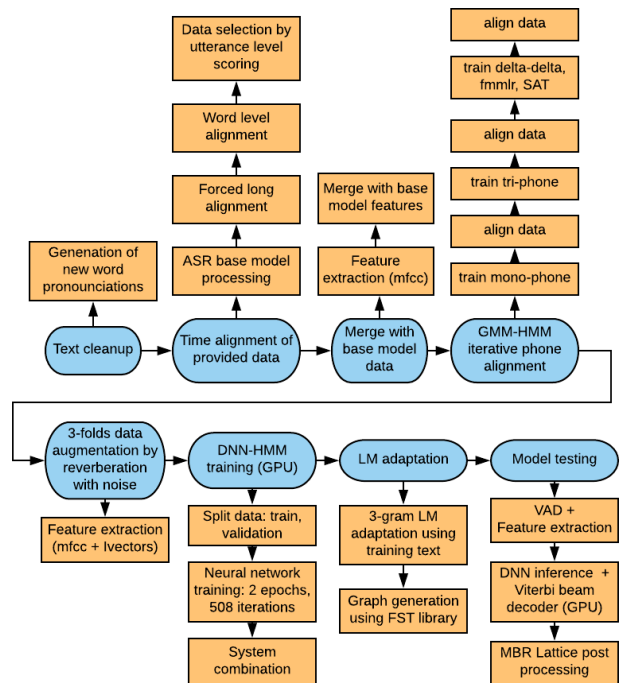 Data selection by
utterance level
scoring
Word level
alignment
Forced long
alignment
ASR base model
processing
Genenation of
new word
pronounciations
Merge with base
model features
Feature
extraction (mfcc)
align data
train delta-delta,
fmmlr, SAT
align data
train tri-phone
align data
train mono-phone
Text cleanup
Time alignment of
provided data
Merge with
base model
data
GMM-HMM
iterative phone
alignment
3-folds data
augmentation by
reverberation
with noise
DNN-HMM
training (GPU)
LM adaptation
Model testing
Feature extraction
(mfcc + Ivectors)
Split data: train,
validation
Neural network
training: 2 epochs,
508 iterations
System
combination
3-gram LM
adaptation using
training text
Graph generation
using FST library
VAD +
Feature extraction
DNN inference +
Viterbi beam
decoder (GPU)
MBR Lattice post
processing